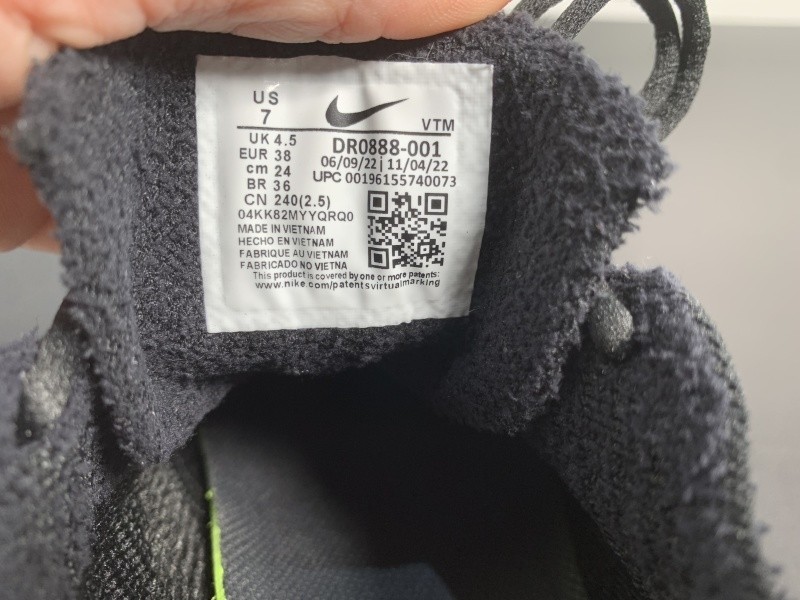 US
7
VTM
UK 4.5
EUR 38
cm 24
BR 36
CN 240(2.5)
DR0888-001
06/09/22 | 11/04/22
UPC 00196155740073
04KK82MYYQRQ0
MADE IN VIETNAM
HECHO EN VIETNAM
FABRIQUE AU VIETNAM
FABRICADO NO VIETNA
This product is covered by one or more patents:
www.nike.com/patentsvirtualmarking